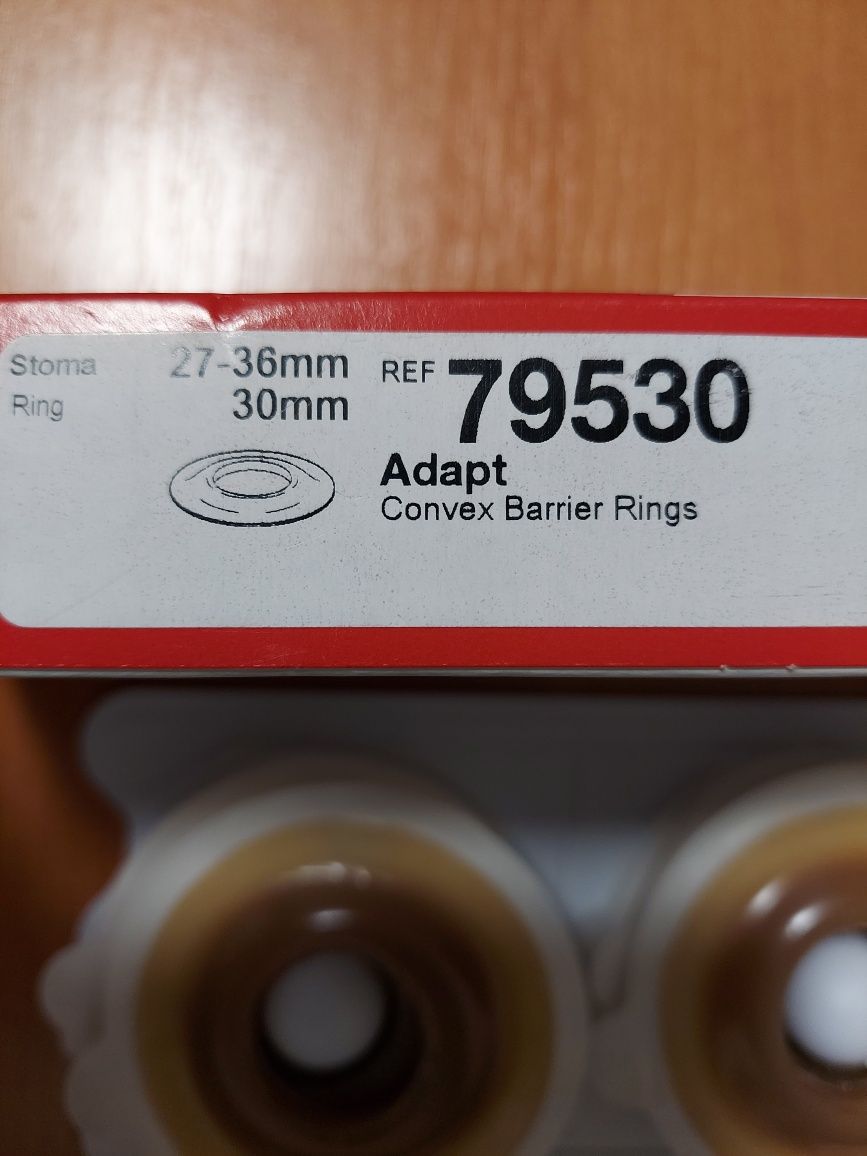 Stoma 27-36mm
Ring 30mm
REF 79530
Adapt
Convex Barrier Rings